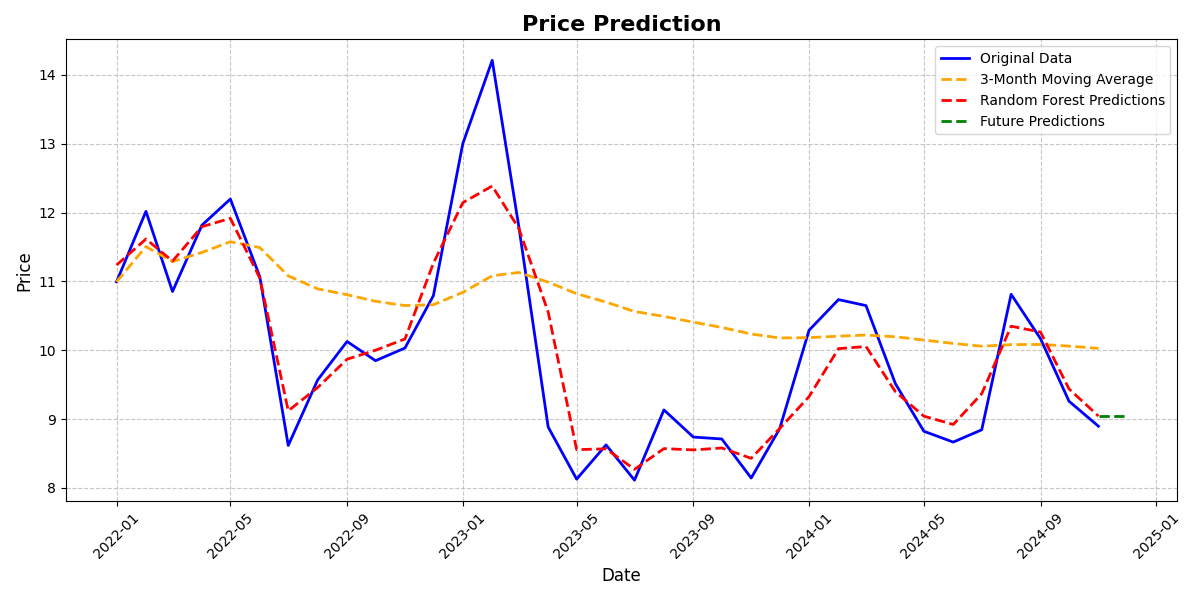 Price Prediction
Original Data
3-Month Moving Average
Random Forest Predictions
Future Predictions
Price
14
13
12
11
10
9
8
2022-01
2022-05
2022-09
2023-01
2023-05
2023-09
2024-01
2024-05
2024-09
2025-01
Date